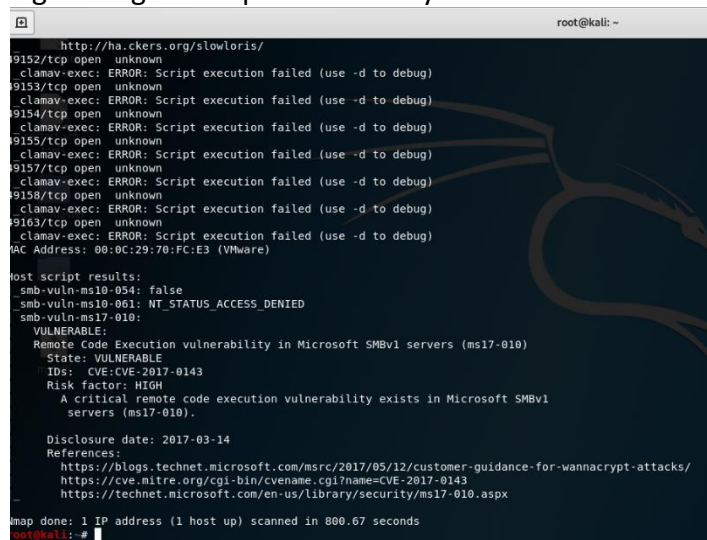 root@kali: ~
http://ha.ckers.org/slowloris/
49152/tcp open  unknown
_clamav-exec: ERROR: Script execution failed (use -d to debug)
49153/tcp open  unknown
_clamav-exec: ERROR: Script execution failed (use -d to debug)
49154/tcp open  unknown
_clamav-exec: ERROR: Script execution failed (use -d to debug)
49155/tcp open  unknown
_clamav-exec: ERROR: Script execution failed (use -d to debug)
49157/tcp open  unknown
_clamav-exec: ERROR: Script execution failed (use -d to debug)
49158/tcp open  unknown
_clamav-exec: ERROR: Script execution failed (use -d to debug)
49163/tcp open  unknown
_clamav-exec: ERROR: Script execution failed (use -d to debug)
MAC Address: 00:0C:29:70:FC:E3 (VMware)
Host script results:
_smb-vuln-ms10-054: false
_smb-vuln-ms10-061: NT_STATUS_ACCESS_DENIED
smb-vuln-ms17-010:
VULNERABLE:
Remote Code Execution vulnerability in Microsoft SMBv1 servers (ms17-010)
State: VULNERABLE
IDs:  CVE:CVE-2017-0143
Risk factor: HIGH
A critical remote code execution vulnerability exists in Microsoft SMBv1
servers (ms17-010).
Disclosure date: 2017-03-14
References:
https://blogs.technet.microsoft.com/msrc/2017/05/12/customer-guidance-for-wannacrypt-attacks/
https://cve.mitre.org/cgi-bin/cvename.cgi?name=CVE-2017-0143
_ https://technet.microsoft.com/en-us/library/security/ms17-010.aspx
Nmap done: 1 IP address (1 host up) scanned in 800.67 seconds
root@kali:~#